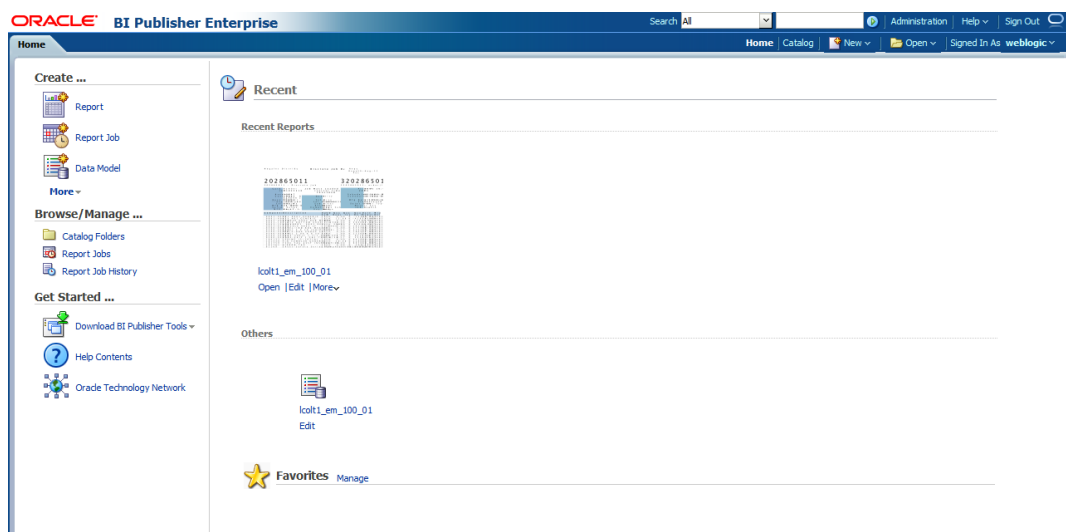 ORACLE BI Publisher Enterprise
Search All
Administration Help Sign Out
Home
Home Catalog New Open Signed In As weblogic
Create ...
Report
Report Job
Data Model
More
Browse/Manage ...
Catalog Folders
Report Jobs
Report Job History
Get Started ...
Download BI Publisher Tools
Help Contents
Oracle Technology Network
Recent
Recent Reports
202865011 320286501
lcolt1_em_100_01
Open |Edit |More
Others
lcolt1_em_100_01
Edit
Favorites Manage